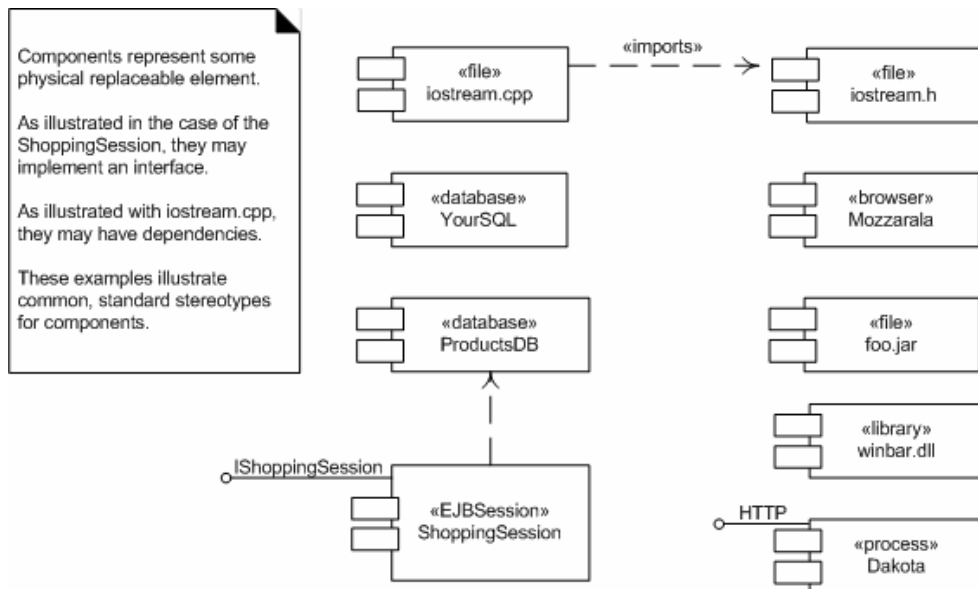 Components represent some
physical replaceable element.
As illustrated in the case of the
ShoppingSession, they may
implement an interface.
As illustrated with iostream.cpp,
they may have dependencies.
These examples illustrate
common, standard stereotypes
for components.
«file»
iostream.cpp
«imports»
«file»
iostream.h
«database»
YourSQL
«browser»
Mozzarala
«database»
ProductsDB
«file»
foo.jar
«library»
winbar.dll
IShoppingSession
«EJBSession»
ShoppingSession
HTTP
«process»
Dakota